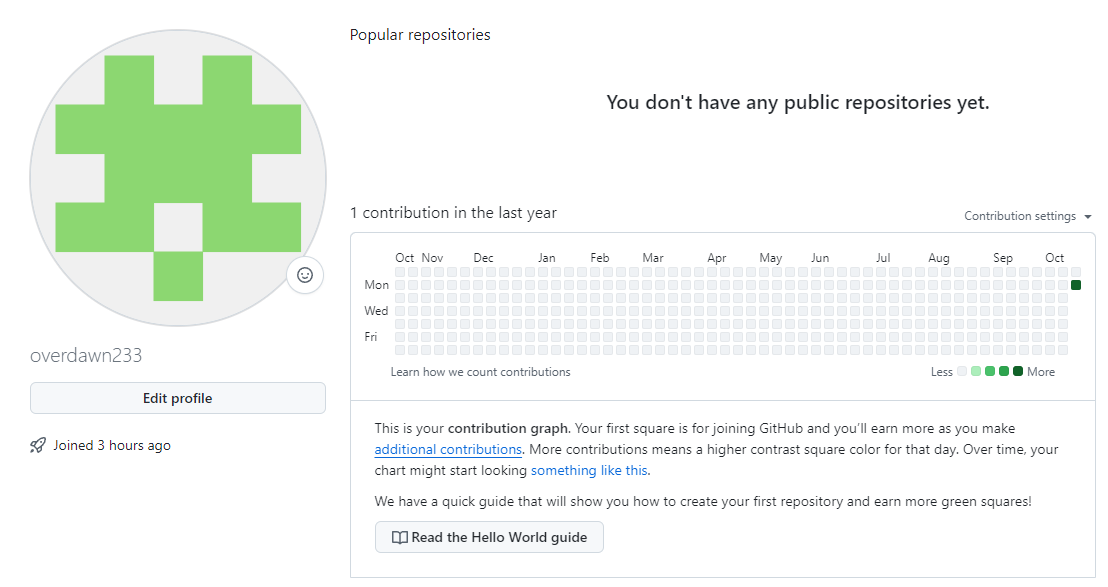 Popular repositories
You don't have any public repositories yet.
1 contribution in the last year
Contribution settings
Oct Nov Dec Jan Feb Mar Apr May Jun Jul Aug Sep Oct
Mon
Wed
Fri
Learn how we count contributions
Less More
overdawn233
Edit profile
Joined 3 hours ago
This is your contribution graph. Your first square is for joining GitHub and you'll earn more as you make
additional contributions. More contributions means a higher contrast square color for that day. Over time, your
chart might start looking something like this.
We have a quick guide that will show you how to create your first repository and earn more green squares!
Read the Hello World guide